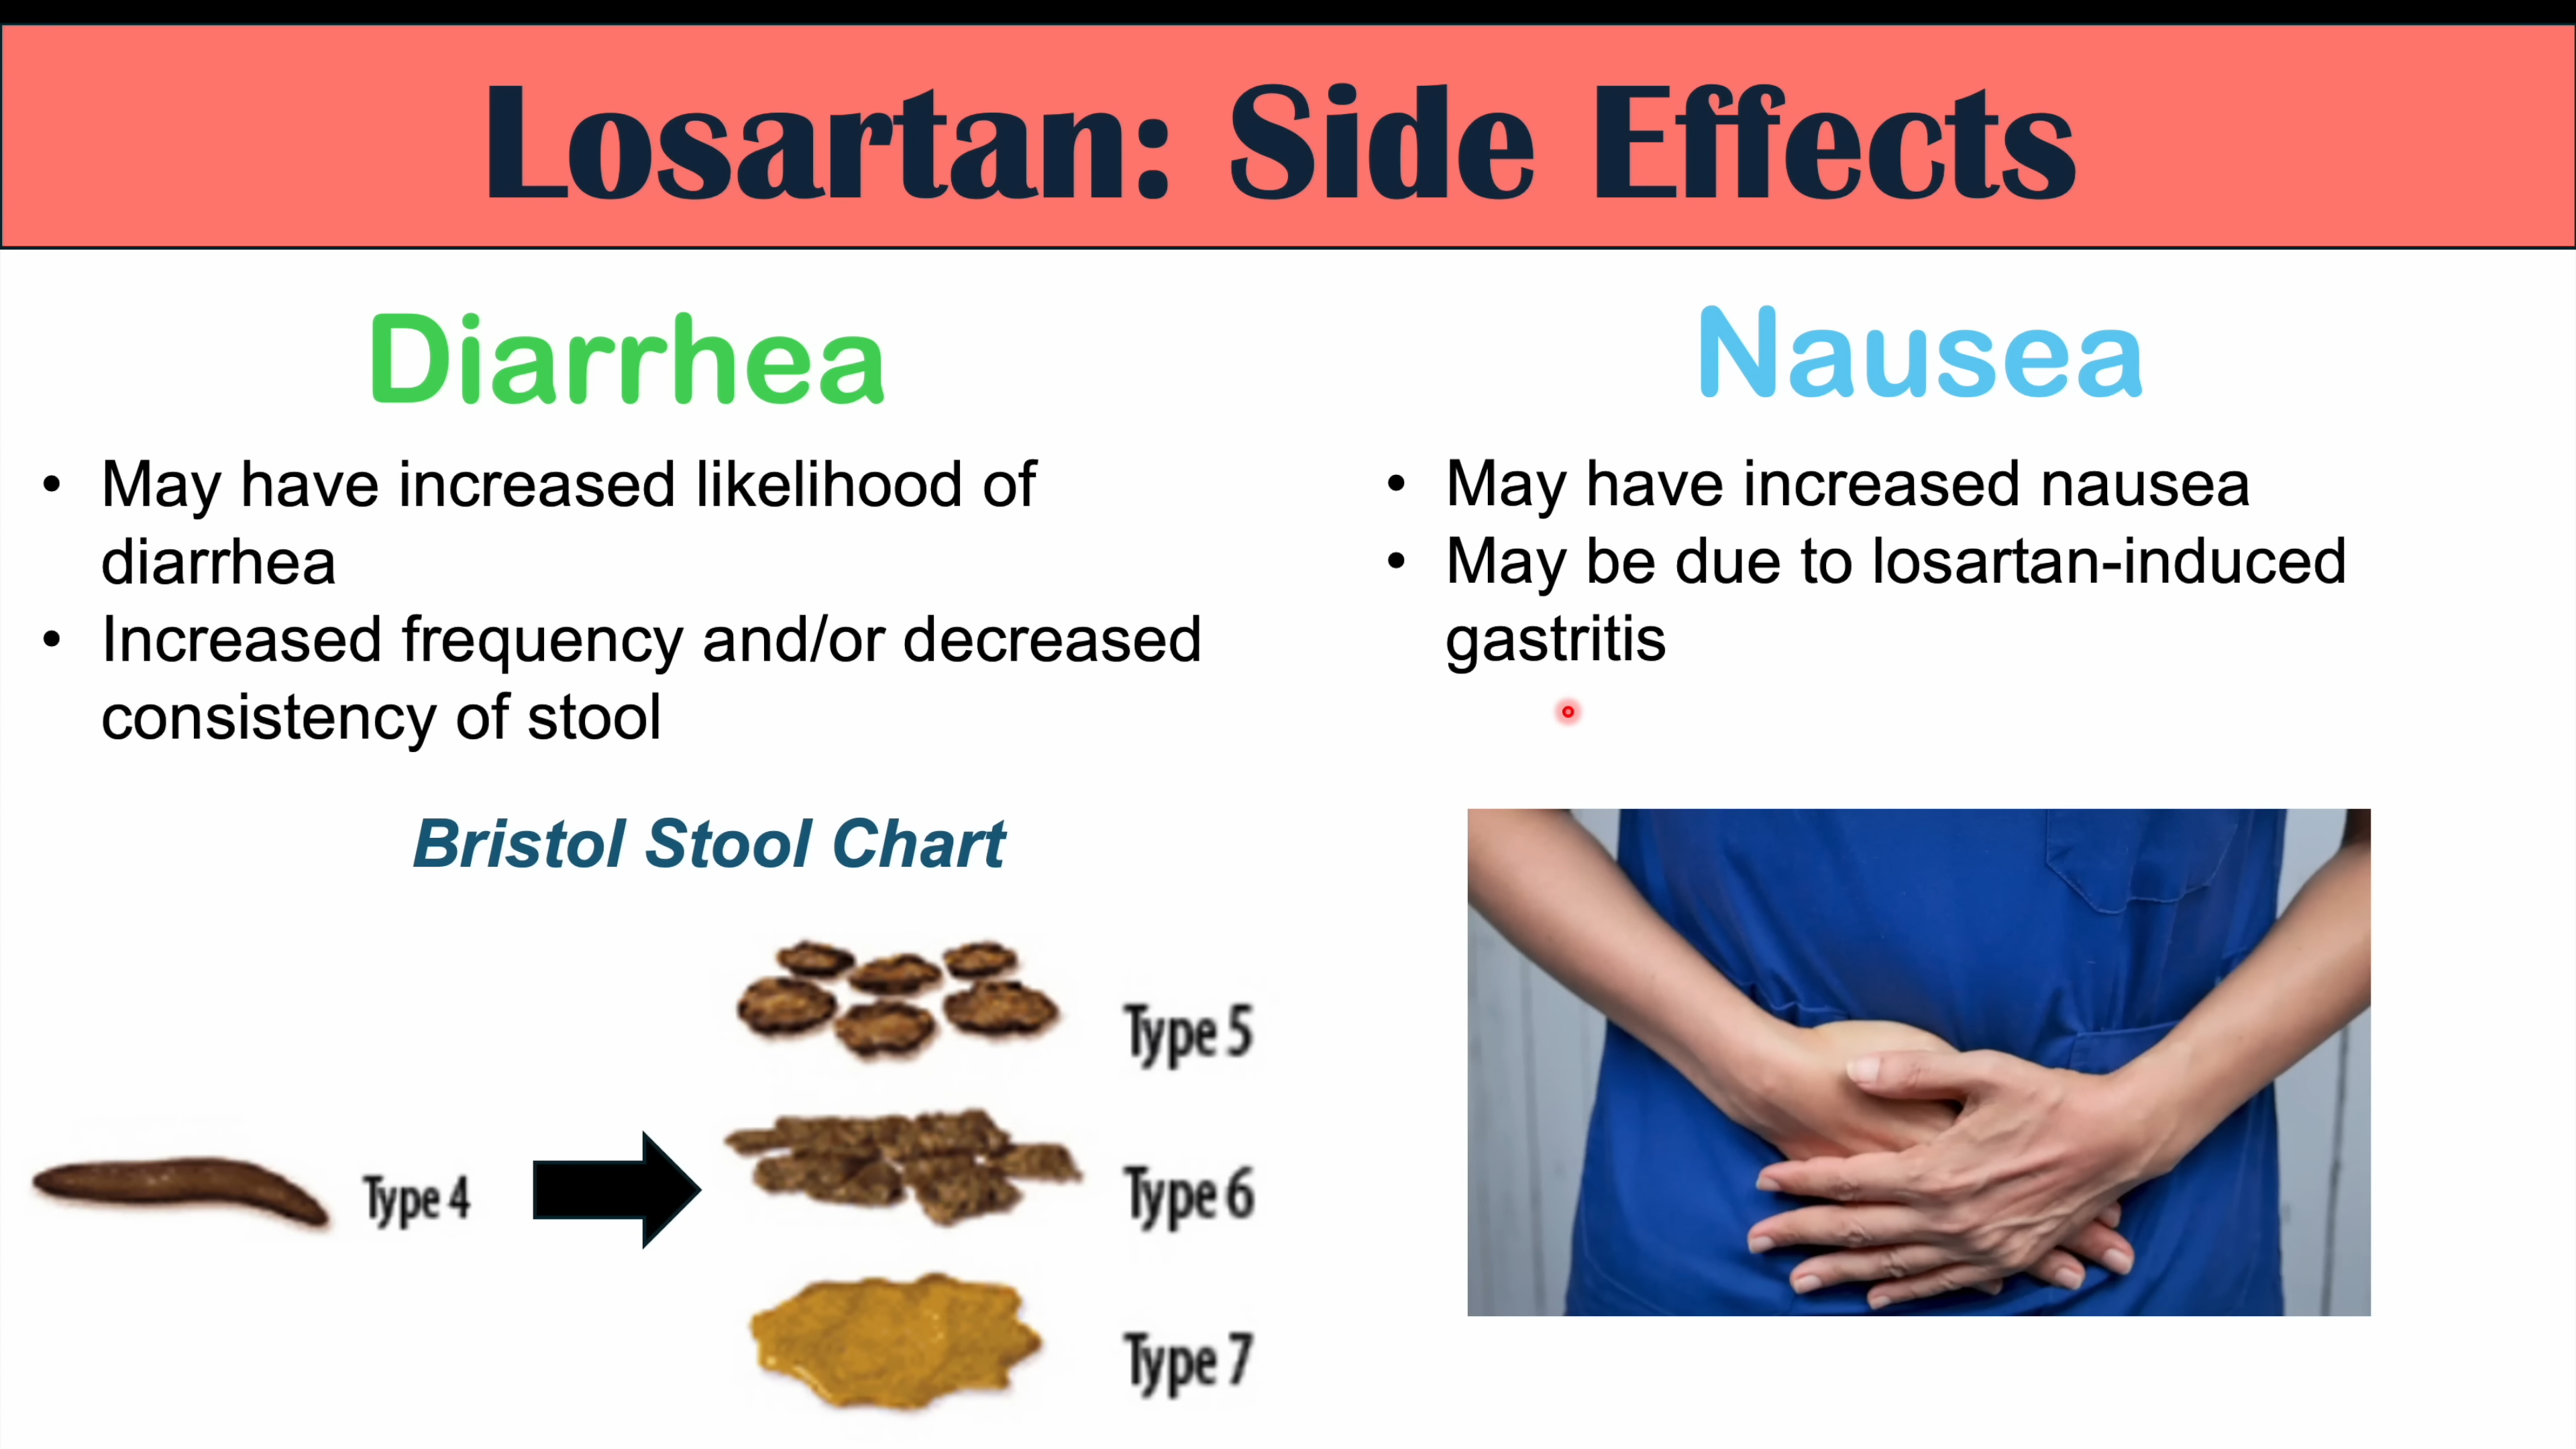 Losartan: Side Effects
Diarrhea
• May have increased likelihood of
diarrhea
• Increased frequency and/or decreased
consistency of stool
Bristol Stool Chart
Type 4
Type 5
Type 6
Type 7
Nausea
• May have increased nausea
• May be due to losartan-induced
gastritis